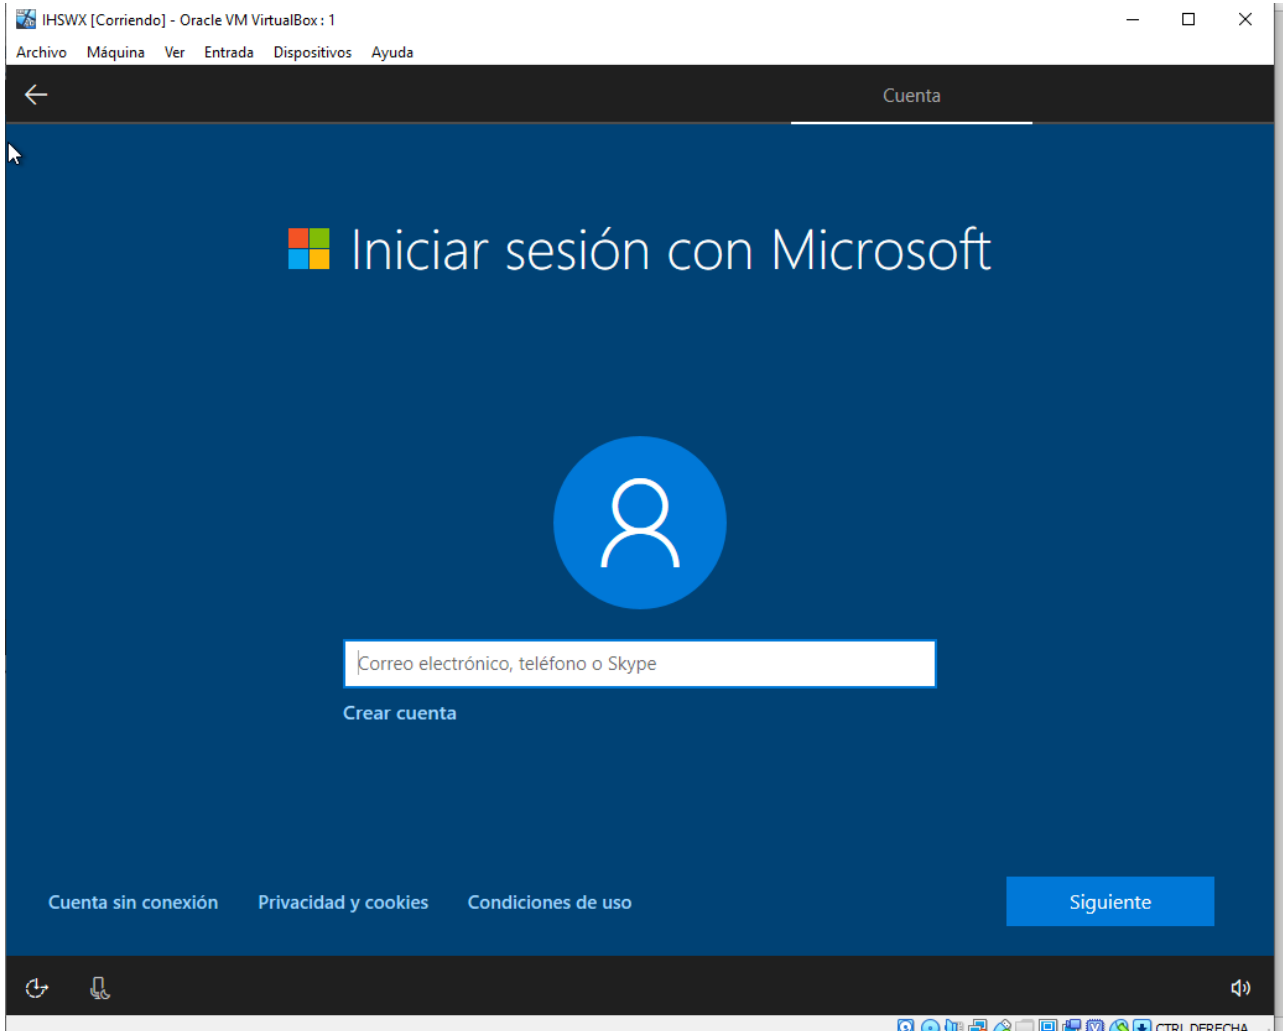 IHSWX [Corriendo] - Oracle VM VirtualBox : 1
Archivo Máquina Ver Entrada Dispositivos Ayuda
Cuenta
Iniciar sesión con Microsoft
Correo electrónico, teléfono o Skype
Crear cuenta
Cuenta sin conexión Privacidad y cookies Condiciones de uso Siguiente
CTRL DERECHA